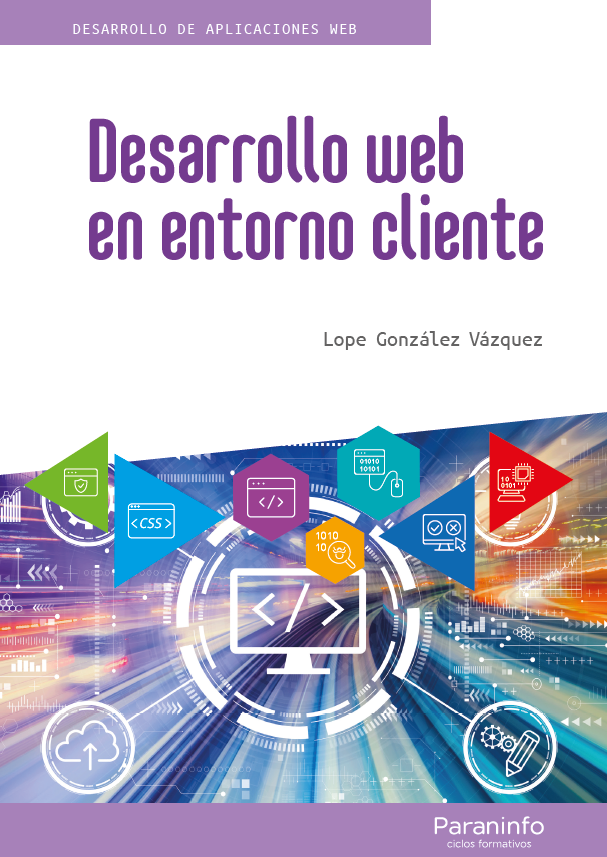 DESARROLLO DE APLICACIONES WEB
Desarrollo web
en entorno cliente
Lope González Vázquez
<CSS>
</>
01010
10101
1010
10
10
0101
</>
Paraninfo
ciclos formativos